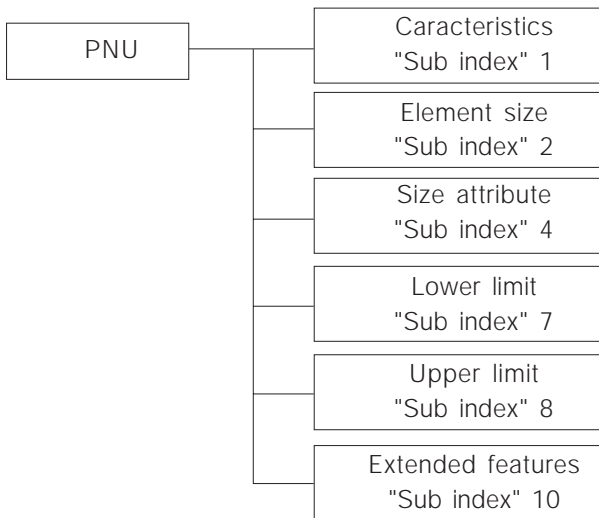 PNU
Caracteristics
"Sub index" 1
Element size
"Sub index" 2
Size attribute
"Sub index" 4
Lower limit
"Sub index" 7
Upper limit
"Sub index" 8
Extended features
"Sub index" 10